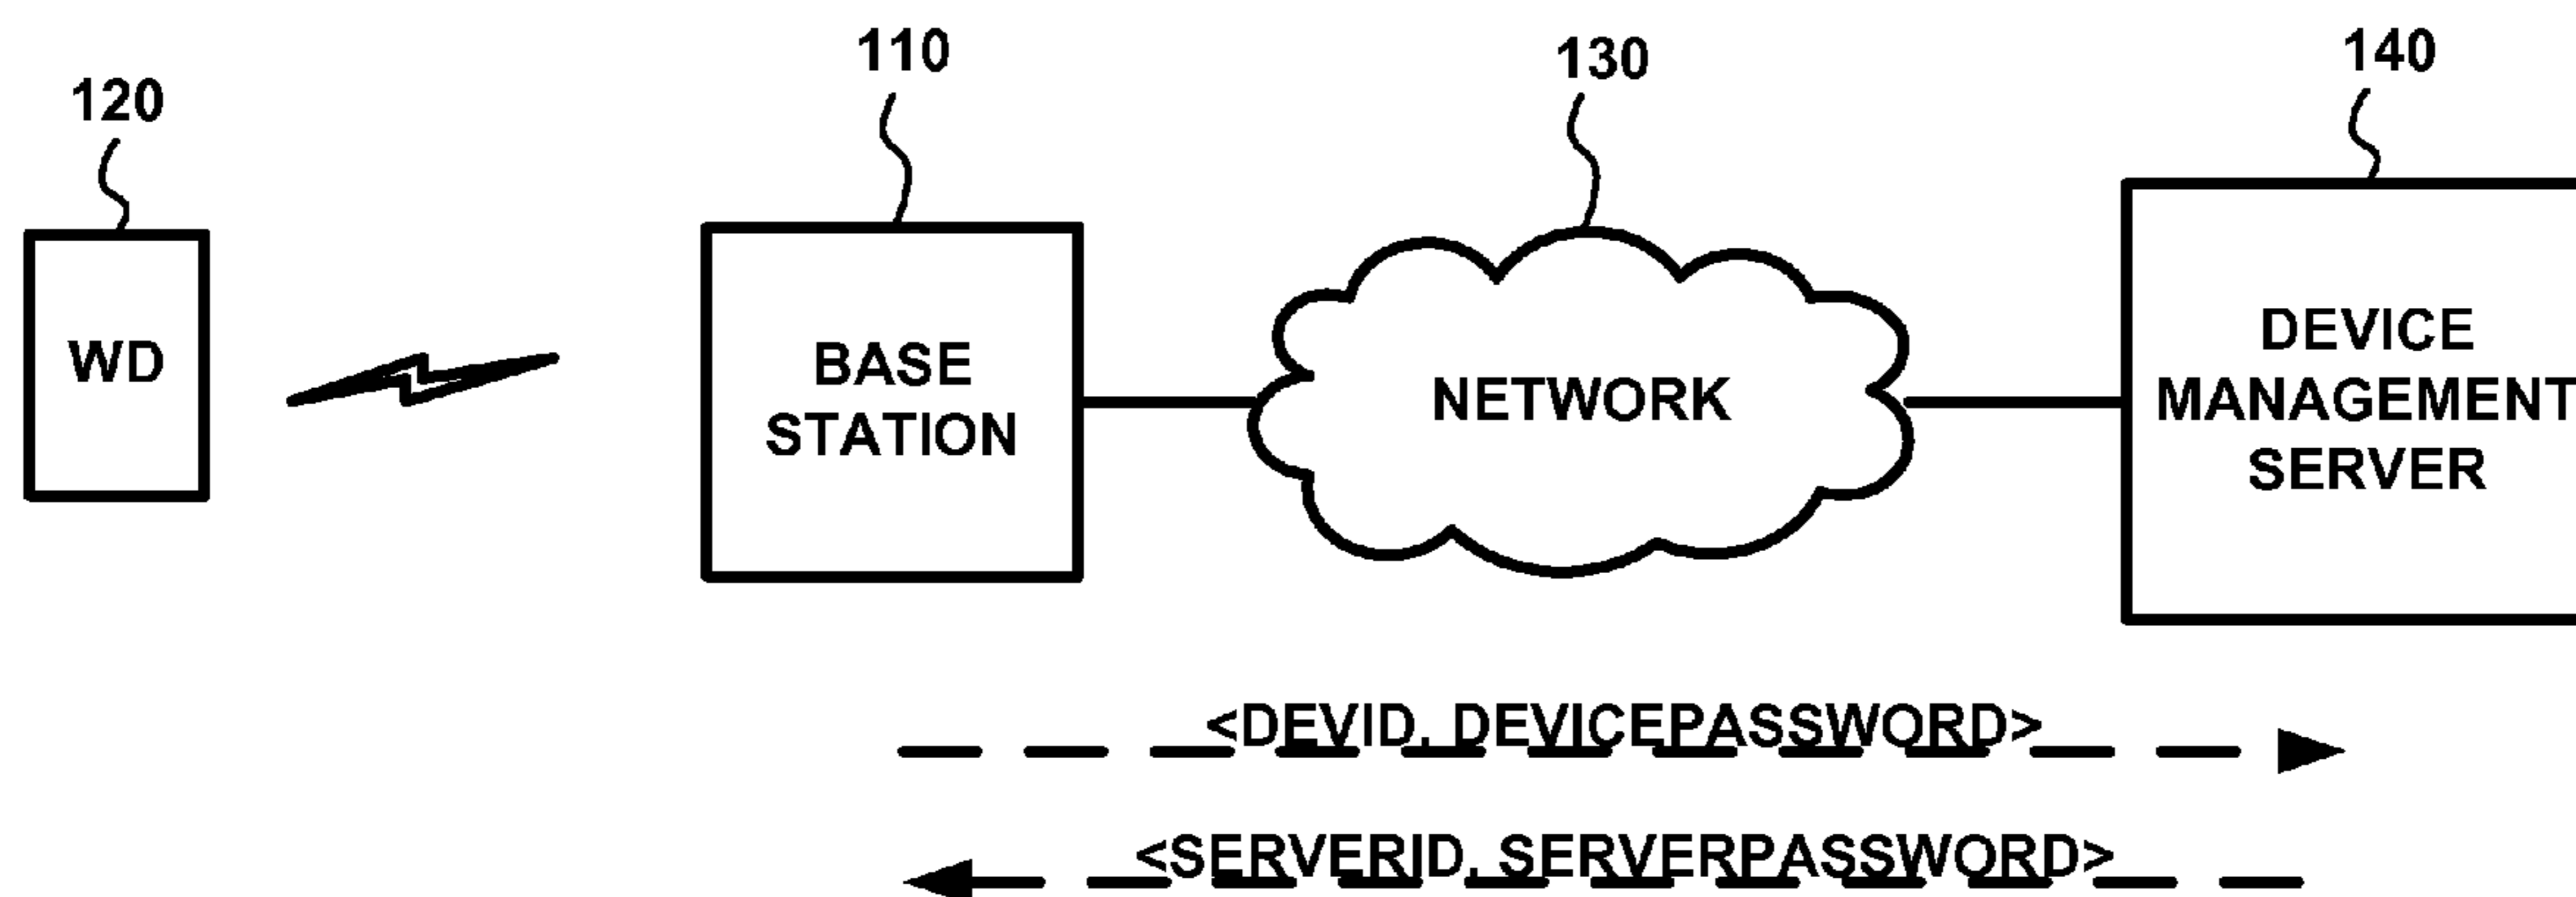 120
110
130
140
WD
BASE
STATION
NETWORK
DEVICE
MANAGEMENT
SERVER
<DEVID, DEVICEPASSWORD>
<SERVERID, SERVERPASSWORD>